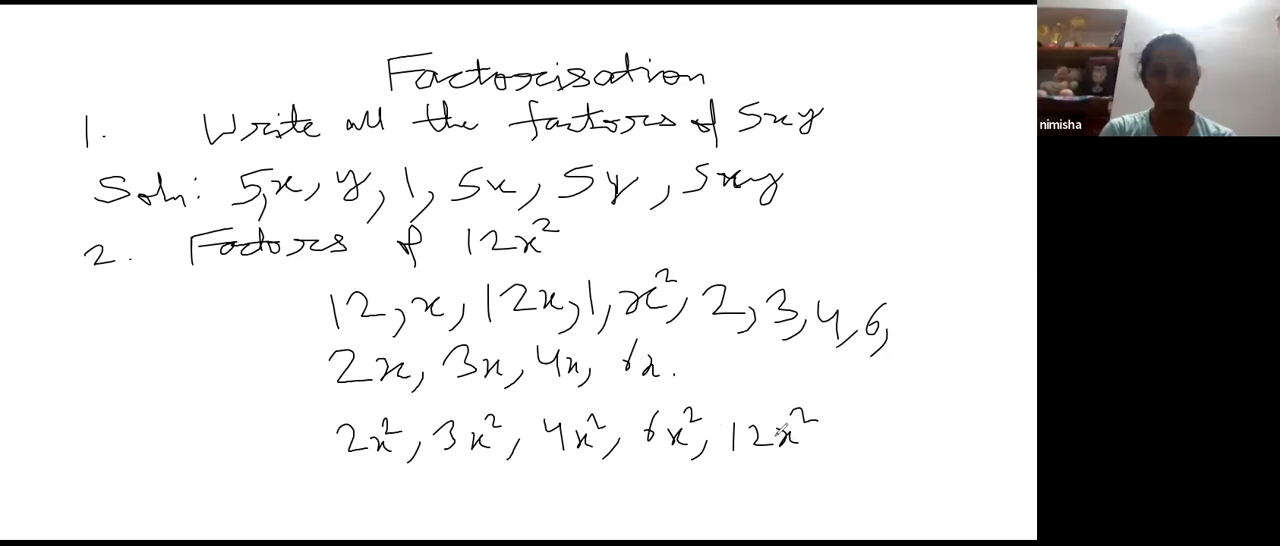 Factorisation
1. Write all the factors of 5xy
Soln: 5, x, y, 1, 5x, 5y, 5xy
2. Factors of 12x²
12, x, 12x, 1, x², 2, 3, 4, 6,
2x, 3x, 4x, 6x.
2x², 3x², 4x², 6x², 12x²
nimisha